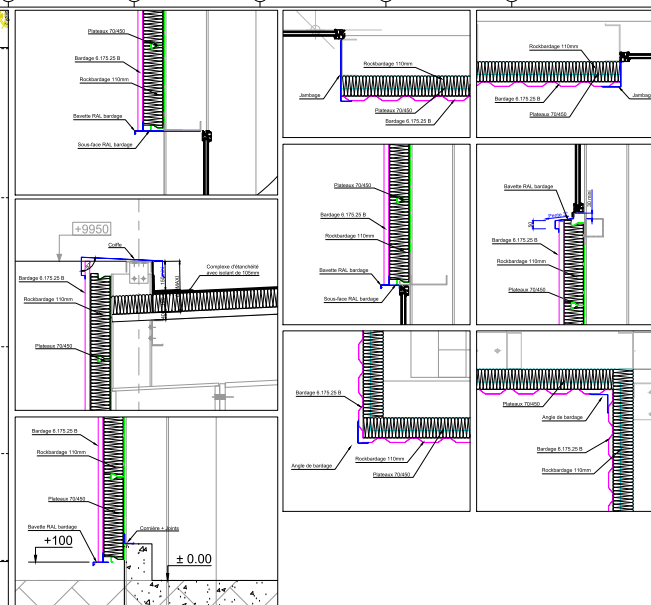 Plateaux 70/450
Bardage 6.175.25 B
Rockbardage 110mm
Bavette RAL bardage
Sous-face RAL bardage
Rockbardage 110mm
Jambage
Plateaux 70/450
Bardage 6.175.25 B
Rockbardage 110mm
Jambage
Bardage 6.175.25 B
Plateaux 70/450
Plateaux 70/450
Bardage 6.175.25 B
Rockbardage 110mm
Bavette RAL bardage
Sous-face RAL bardage
Bavette RAL bardage
Pente
50
30 mm
Bardage 6.175.25 B
Rockbardage 110mm
Plateaux 70/450
+9950
Coiffe
Complexe d'étanchéité
avec isolant de 105mm
Bardage 6.175.25 B
Rockbardage 110mm
Plateaux 70/450
Bardage 6.175.25 B
Angle de bardage
Rockbardage 110mm
Plateaux 70/450
Plateaux 70/450
Angle de bardage
Bardage 6.175.25 B
Rockbardage 110mm
Bardage 6.175.25 B
Rockbardage 110mm
Plateaux 70/450
Bavette RAL bardage
Cornière + Joints
+100
± 0.00